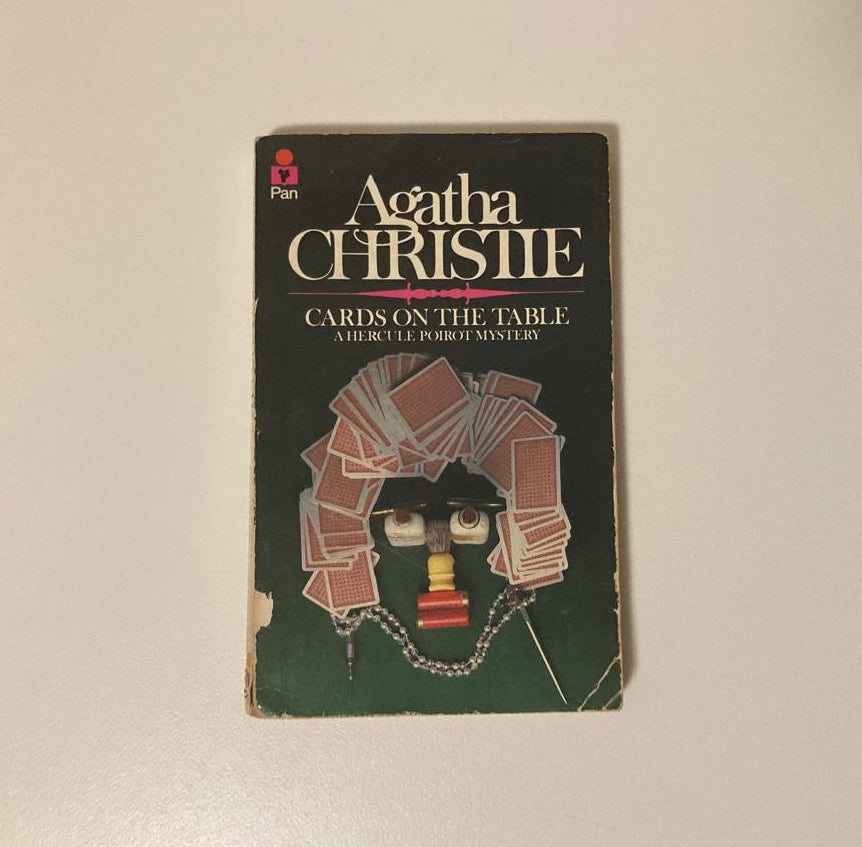 Pan
Agatha
CHRISTIE
CARDS ON THE TABLE
A HERCULE POIROT MYSTERY